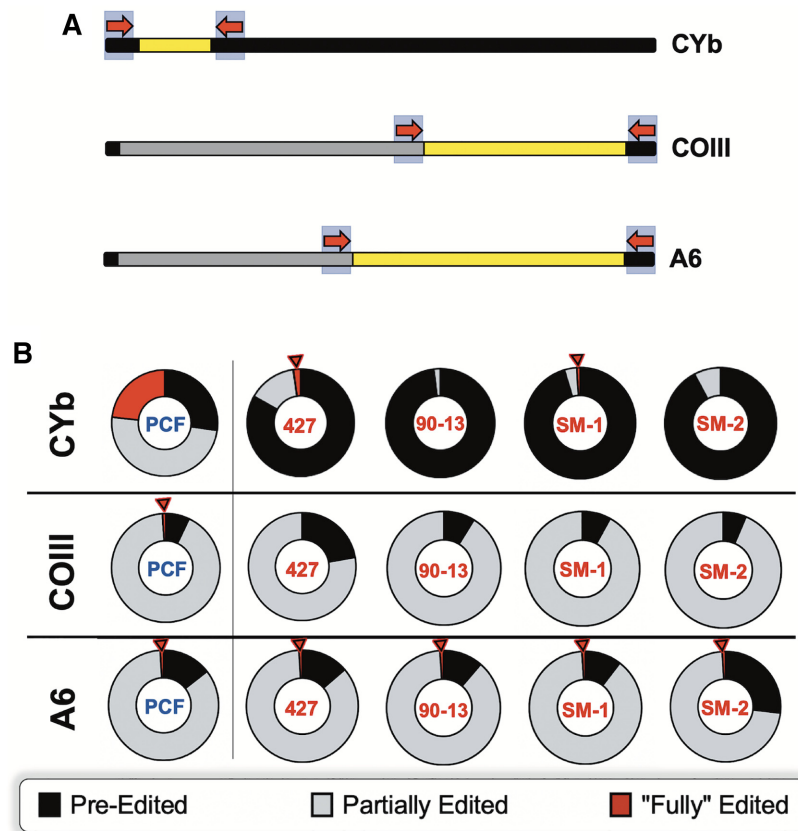 A
CYb
COIII
A6
B
CYb
PCF
427
90-13
SM-1
SM-2
COIII
PCF
427
90-13
SM-1
SM-2
A6
PCF
427
90-13
SM-1
SM-2
Pre-Edited
Partially Edited
"Fully" Edited